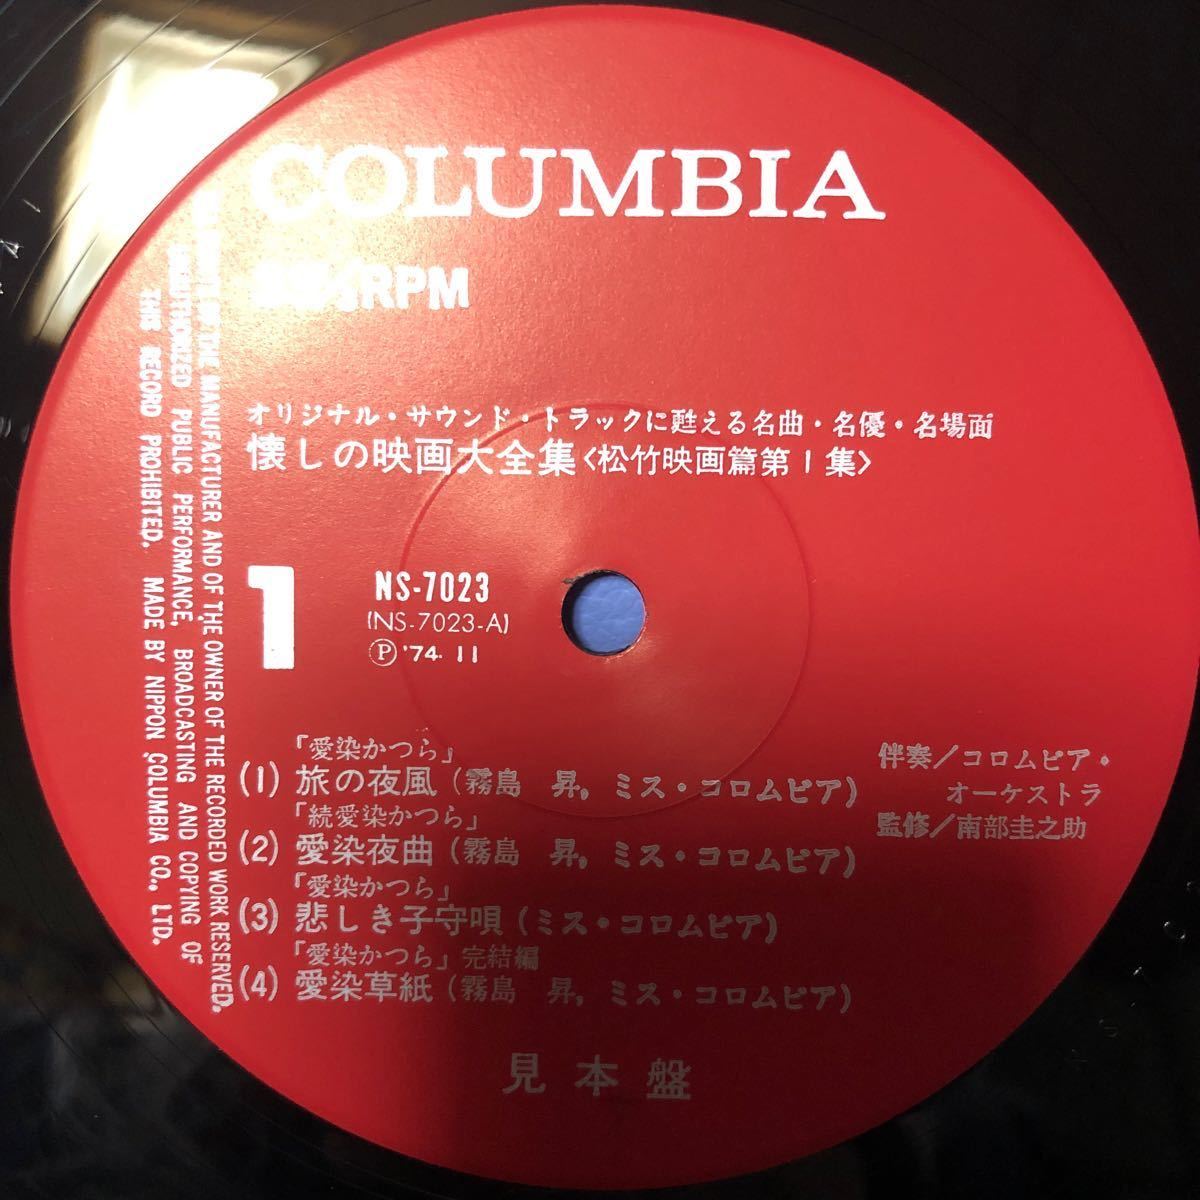 COLUMBIA
RPM
オリジナル・サウンド・トラックに甦える名曲・名優・名場面
懐しの映画大全集<松竹映画篇第1集>
1
NS-7023
(NS-7023-A)
Ⓟ '74. 11
「愛染かつら」
(1) 旅の夜風 (霧島 昇, ミス・コロムビア)
「続愛染かつら」
(2) 愛染夜曲 (霧島 昇, ミス・コロムビア)
「愛染かつら」
(3) 悲しき子守唄 (ミス・コロムビア)
「愛染かつら」完結編
(4) 愛染草紙 (霧島 昇, ミス・コロムビア)
伴奏/コロムビア・
オーケストラ
監修/南部圭之助
見本盤
OF THE MANUFACTURER AND OF THE OWNER OF THE RECORDED WORK RESERVED.
UNAUTHORIZED PUBLIC PERFORMANCE, BROADCASTING AND COPYING OF
THIS RECORD PROHIBITED. MADE BY NIPPON COLUMBIA CO., LTD.